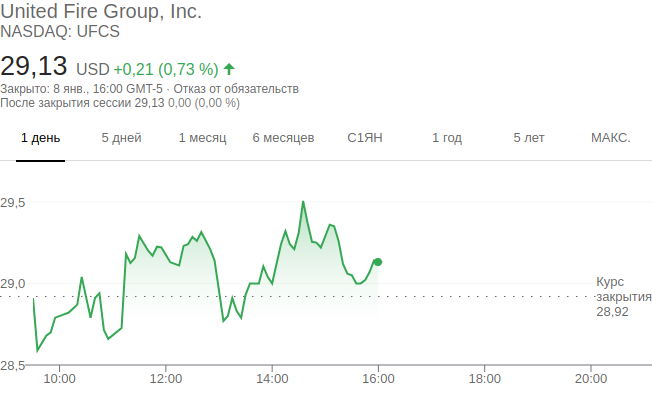 United Fire Group, Inc.
NASDAQ: UFCS
29,13 USD +0,21 (0,73 %)
Закрыто: 8 янв., 16:00 GMT-5 · Отказ от обязательств
После закрытия сессии 29,13 0,00 (0,00 %)
1 день 5 дней 1 месяц 6 месяцев С1ЯН 1 год 5 лет МАКС.
29,5
29,0
Курс
закрытия
28,92
28,5
10:00 12:00 14:00 16:00 18:00 20:00